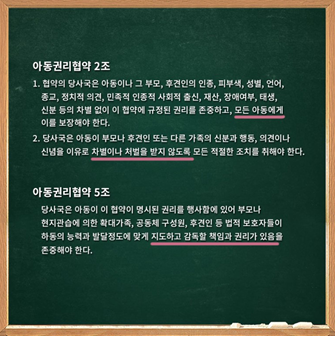 아동권리협약 2조
1. 협약의 당사국은 아동이나 그 부모, 후견인의 인종, 피부색, 성별, 언어,
종교, 정치적 의견, 민족적 인종적 사회적 출신, 재산, 장애여부, 태생,
신분 등의 차별 없이 이 협약에 규정된 권리를 존중하고, 모든 아동에게
이를 보장해야 한다.
2. 당사국은 아동이 부모나 후견인 또는 다른 가족의 신분과 행동, 의견이나
신념을 이유로 차별이나 처벌을 받지 않도록 모든 적절한 조치를 취해야 한다.
아동권리협약 5조
당사국은 아동이 이 협약이 명시된 권리를 행사함에 있어 부모나
현지관습에 의한 확대가족, 공동체 구성원, 후견인 등 법적 보호자들이
하동의 능력과 발달정도에 맞게 지도하고 감독할 책임과 권리가 있음을
존중해야 한다.